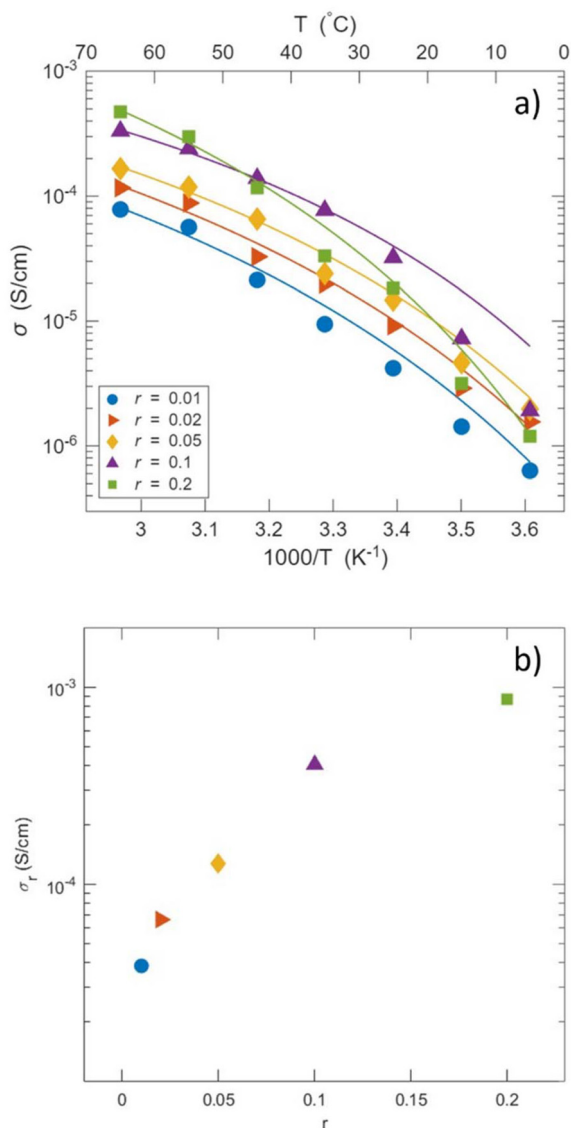 T (°C)
70 60 50 40 30 20 10 0
a)
10⁻³
10⁻⁴
10⁻⁵
10⁻⁶
σ (S/cm)
r = 0.01
r = 0.02
r = 0.05
r = 0.1
r = 0.2
3 3.1 3.2 3.3 3.4 3.5 3.6
1000/T (K⁻¹)
b)
10⁻³
10⁻⁴
σᵣ (S/cm)
0 0.05 0.1 0.15 0.2
r